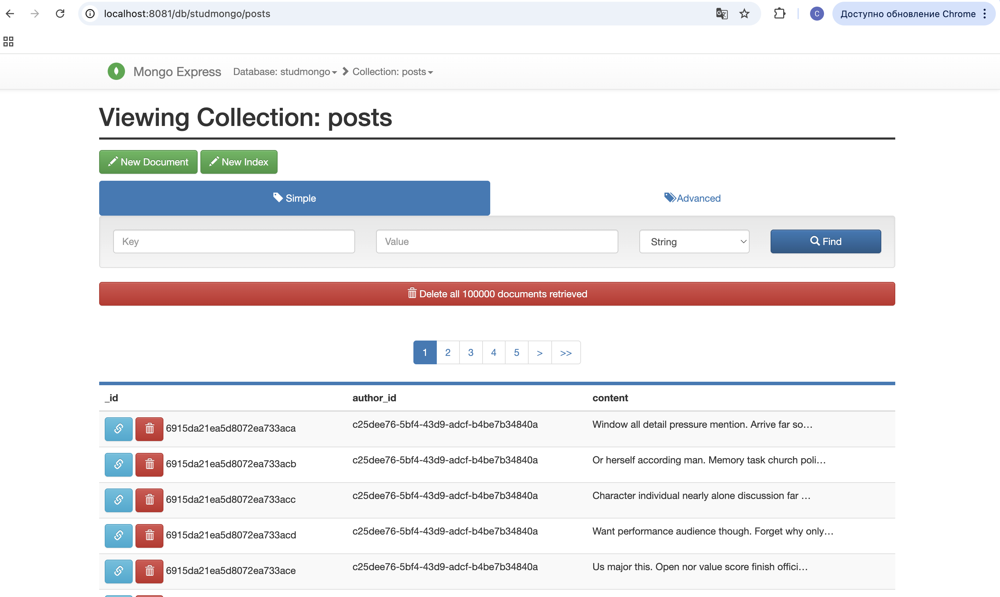 localhost:8081/db/studmongo/posts
C
Доступно обновление Chrome
Mongo Express Database: studmongo Collection: posts
Viewing Collection: posts
New Document New Index
Simple Advanced
Key Value String Find
Delete all 100000 documents retrieved
1 2 3 4 5 > >>
_id author_id content
6915da21ea5d8072ea733aca c25dee76-5bf4-43d9-adcf-b4be7b34840a Window all detail pressure mention. Arrive far so...
6915da21ea5d8072ea733acb c25dee76-5bf4-43d9-adcf-b4be7b34840a Or herself according man. Memory task church poli...
6915da21ea5d8072ea733acc c25dee76-5bf4-43d9-adcf-b4be7b34840a Character individual nearly alone discussion far ...
6915da21ea5d8072ea733acd c25dee76-5bf4-43d9-adcf-b4be7b34840a Want performance audience though. Forget why only...
6915da21ea5d8072ea733ace c25dee76-5bf4-43d9-adcf-b4be7b34840a Us major this. Open nor value score finish offici...